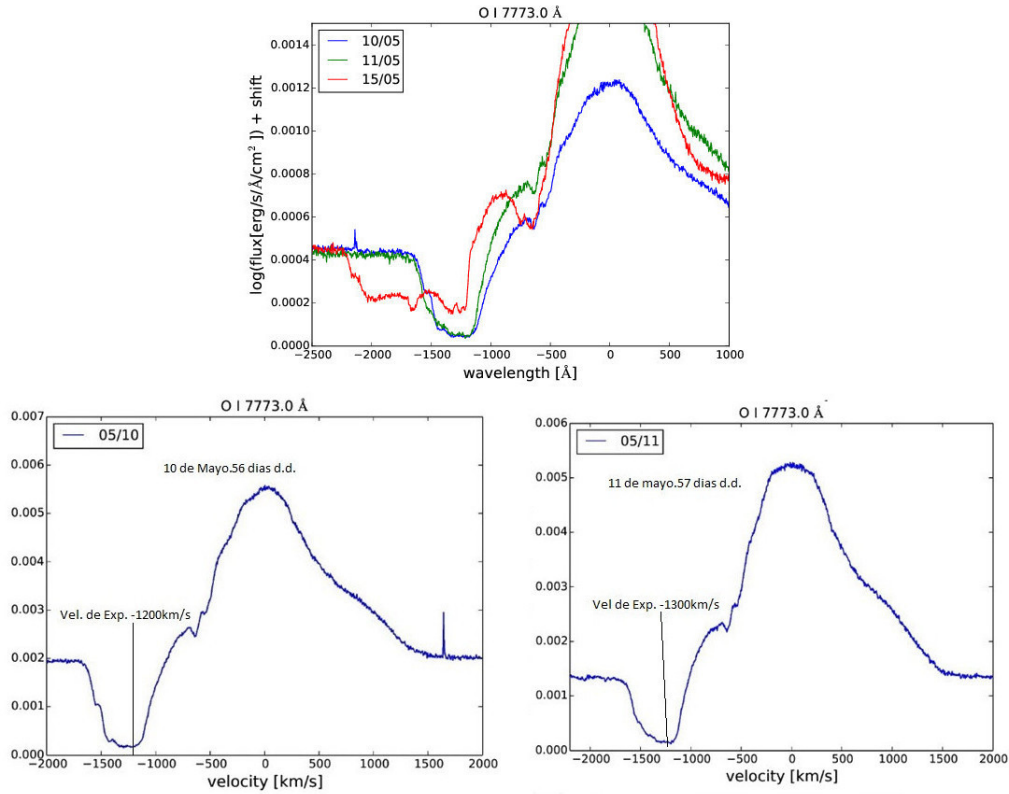 O I 7773.0 Å
10/05
11/05
15/05
log(flux[erg/s/Å/cm² ]) + shift
0.0014
0.0012
0.0010
0.0008
0.0006
0.0004
0.0002
0.0000
−2500 −2000 −1500 −1000 −500 0 500 1000
wavelength [Å]
O I 7773.0 Å
05/10
10 de Mayo.56 dias d.d.
Vel. de Exp. -1200km/s
0.007
0.006
0.005
0.004
0.003
0.002
0.001
0.000
−2000 −1500 −1000 −500 0 500 1000 1500 2000
velocity [km/s]
O I 7773.0 Å
05/11
11 de mayo.57 dias d.d.
Vel de Exp. -1300km/s
0.006
0.005
0.004
0.003
0.002
0.001
0.000
−2000 −1500 −1000 −500 0 500 1000 1500 2000
velocity [km/s]